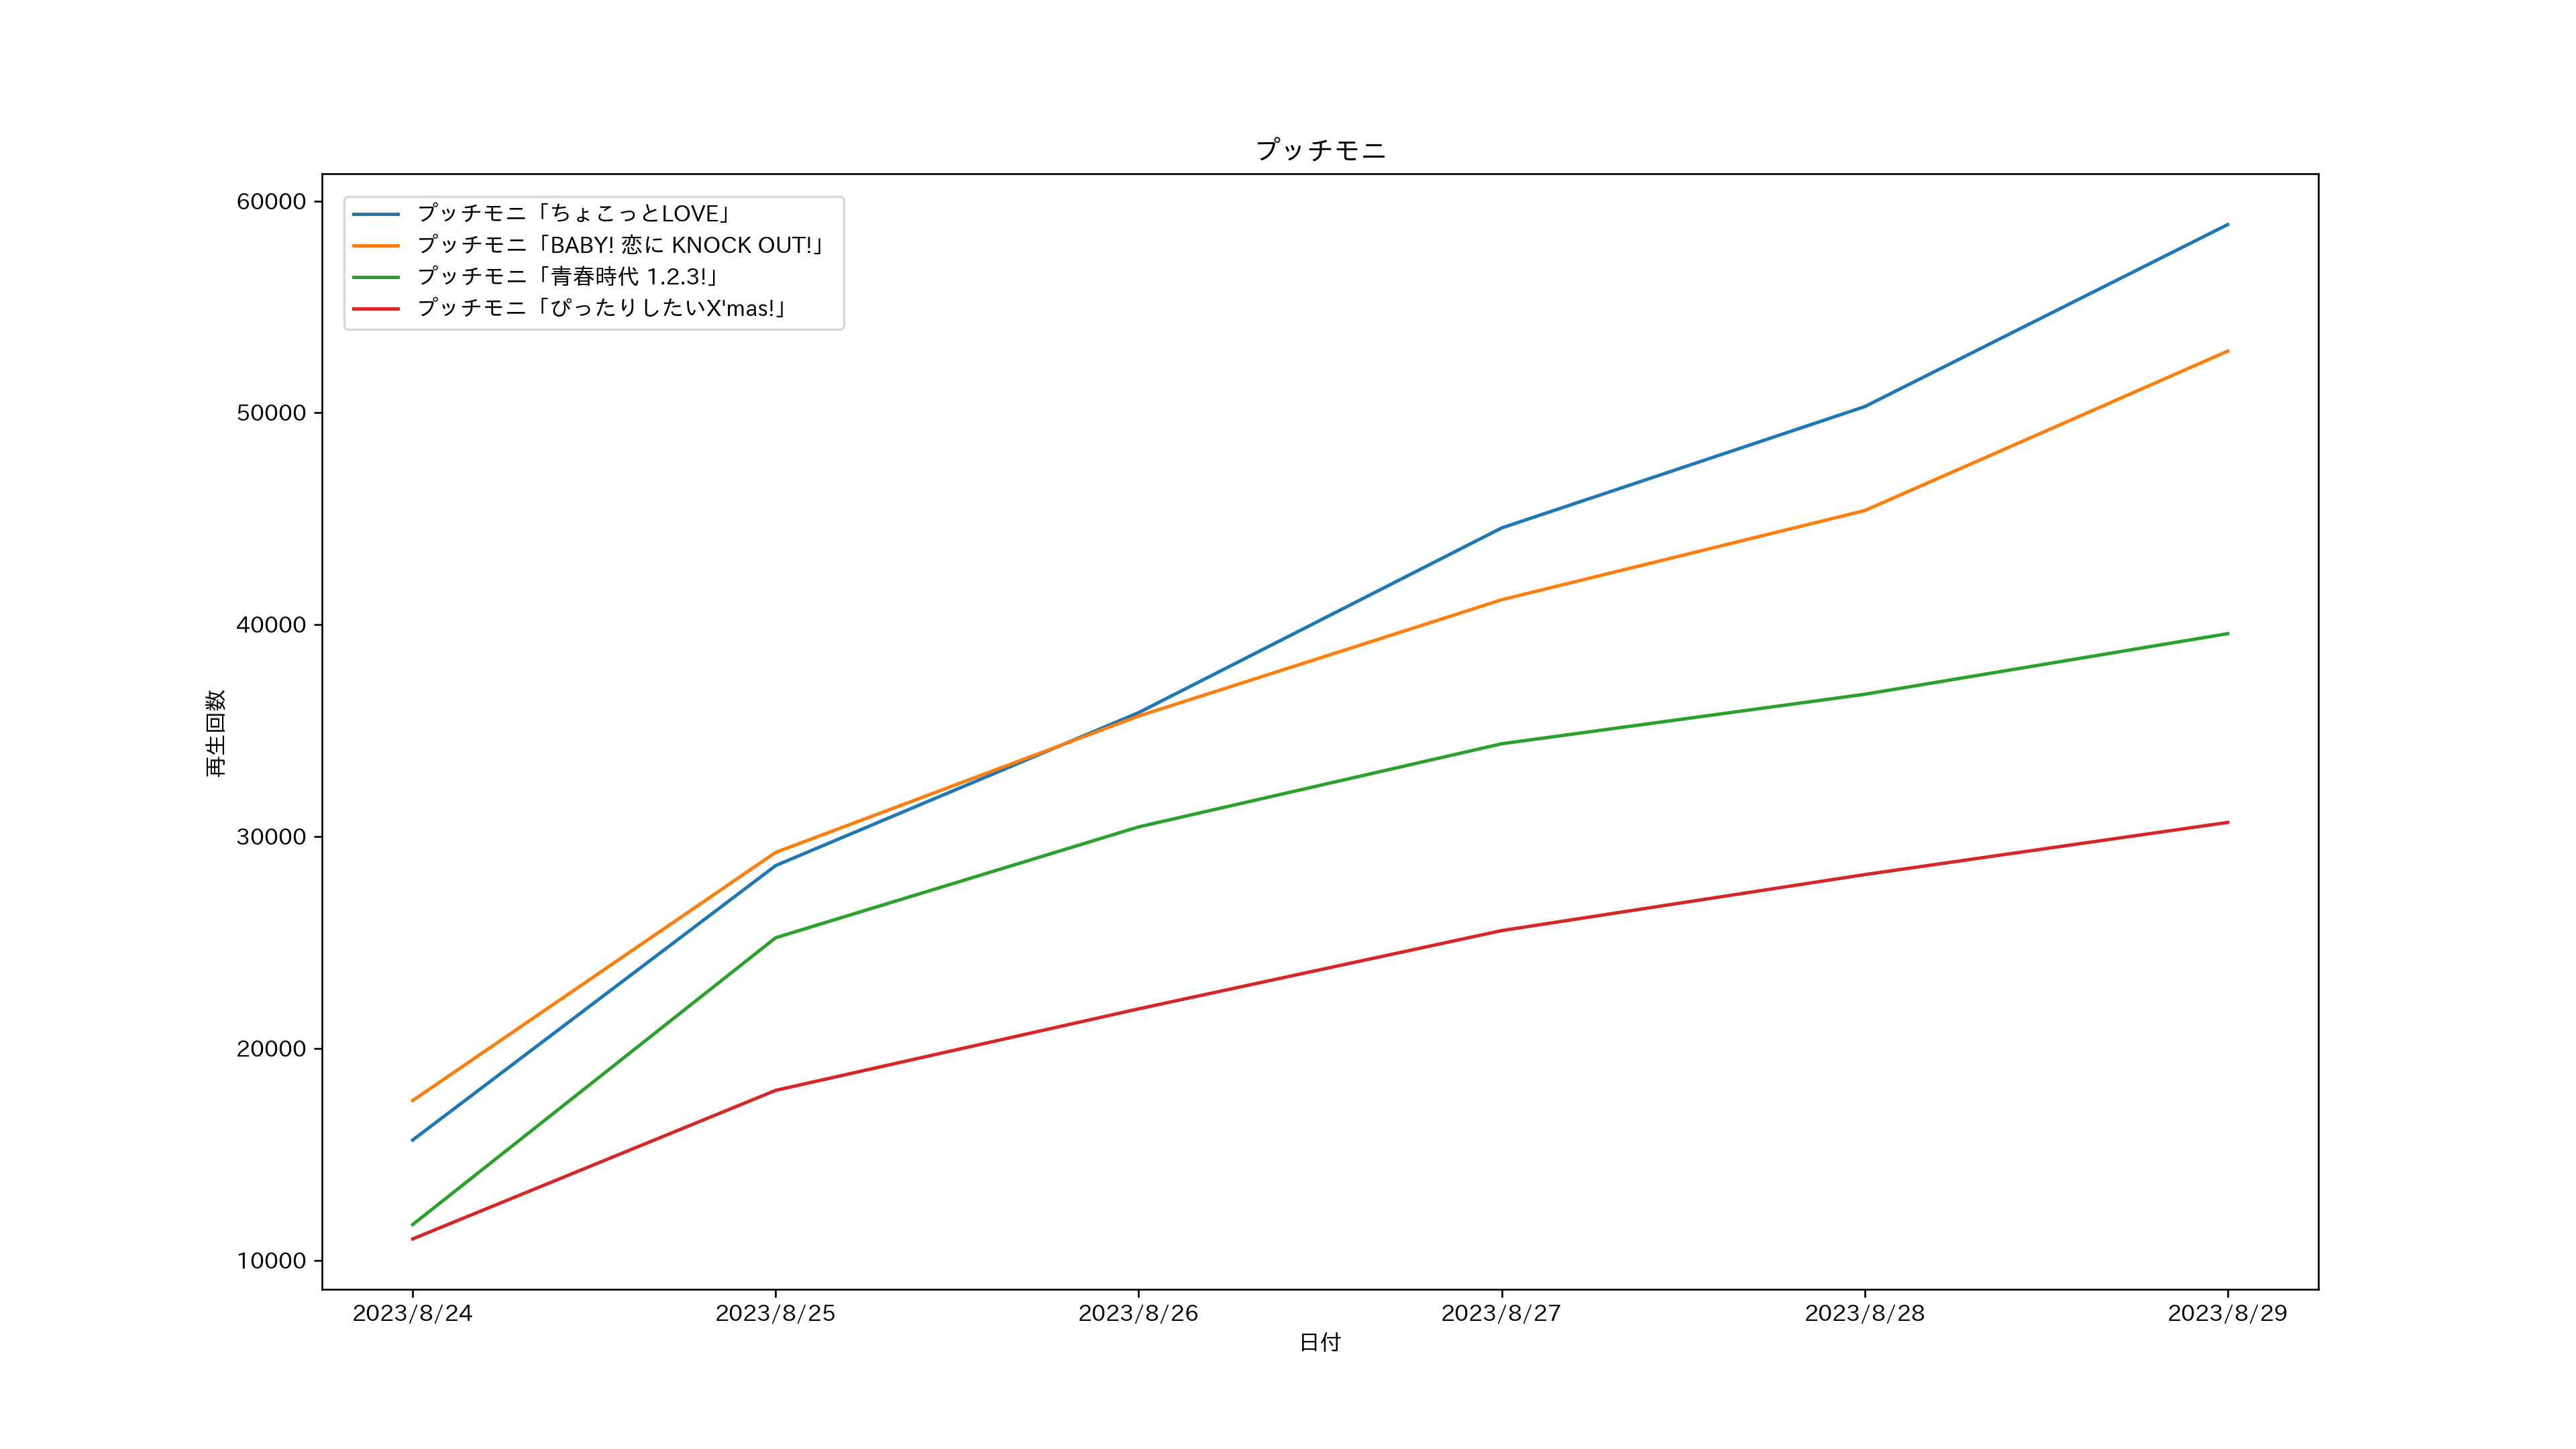 プッチモニ
60000
50000
40000
30000
20000
10000
再生回数
プッチモニ「ちょこっとLOVE」
プッチモニ「BABY! 恋に KNOCK OUT!」
プッチモニ「青春時代 1.2.3!」
プッチモニ「ぴったりしたいX'mas!」
2023/8/24 2023/8/25 2023/8/26 2023/8/27 2023/8/28 2023/8/29
日付